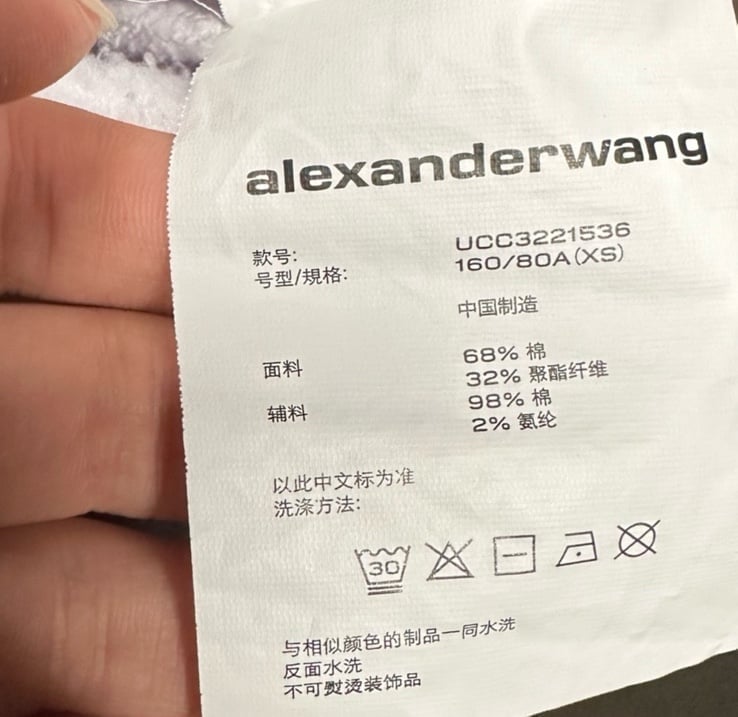 alexanderwang
款号: UCC3221536
号型/规格: 160/80A(XS)
中国制造
面料 68% 棉
32% 聚酯纤维
辅料 98% 棉
2% 氨纶
以此中文标为准
洗涤方法:
30
与相似颜色的制品一同水洗
反面水洗
不可熨烫装饰品